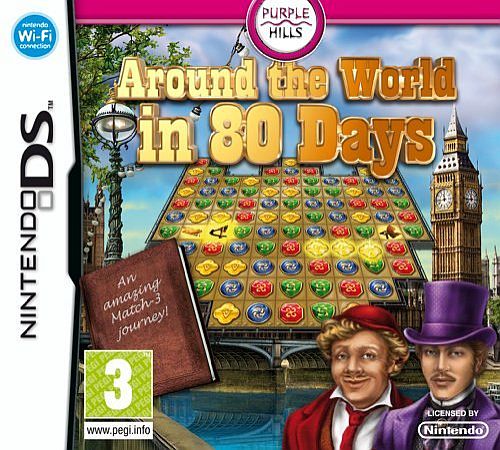 nintendo
Wi-Fi
connection
PURPLE
HILLS
Around the World
in 80 Days
NINTENDO DS™
An
amazing
Match-3
journey!
3
www.pegi.info
LICENSED BY
Nintendo